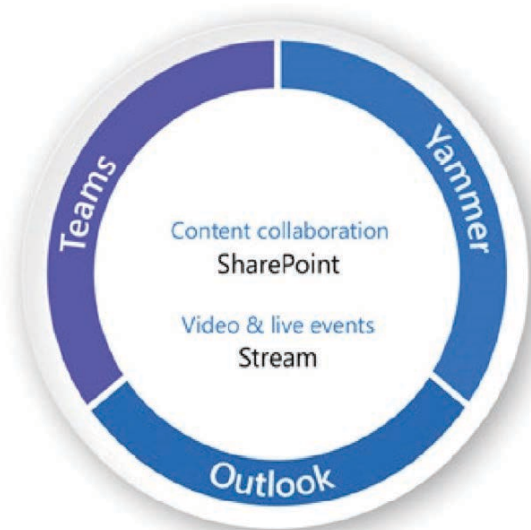 Teams
Yammer
Content collaboration
SharePoint
Video & live events
Stream
Outlook